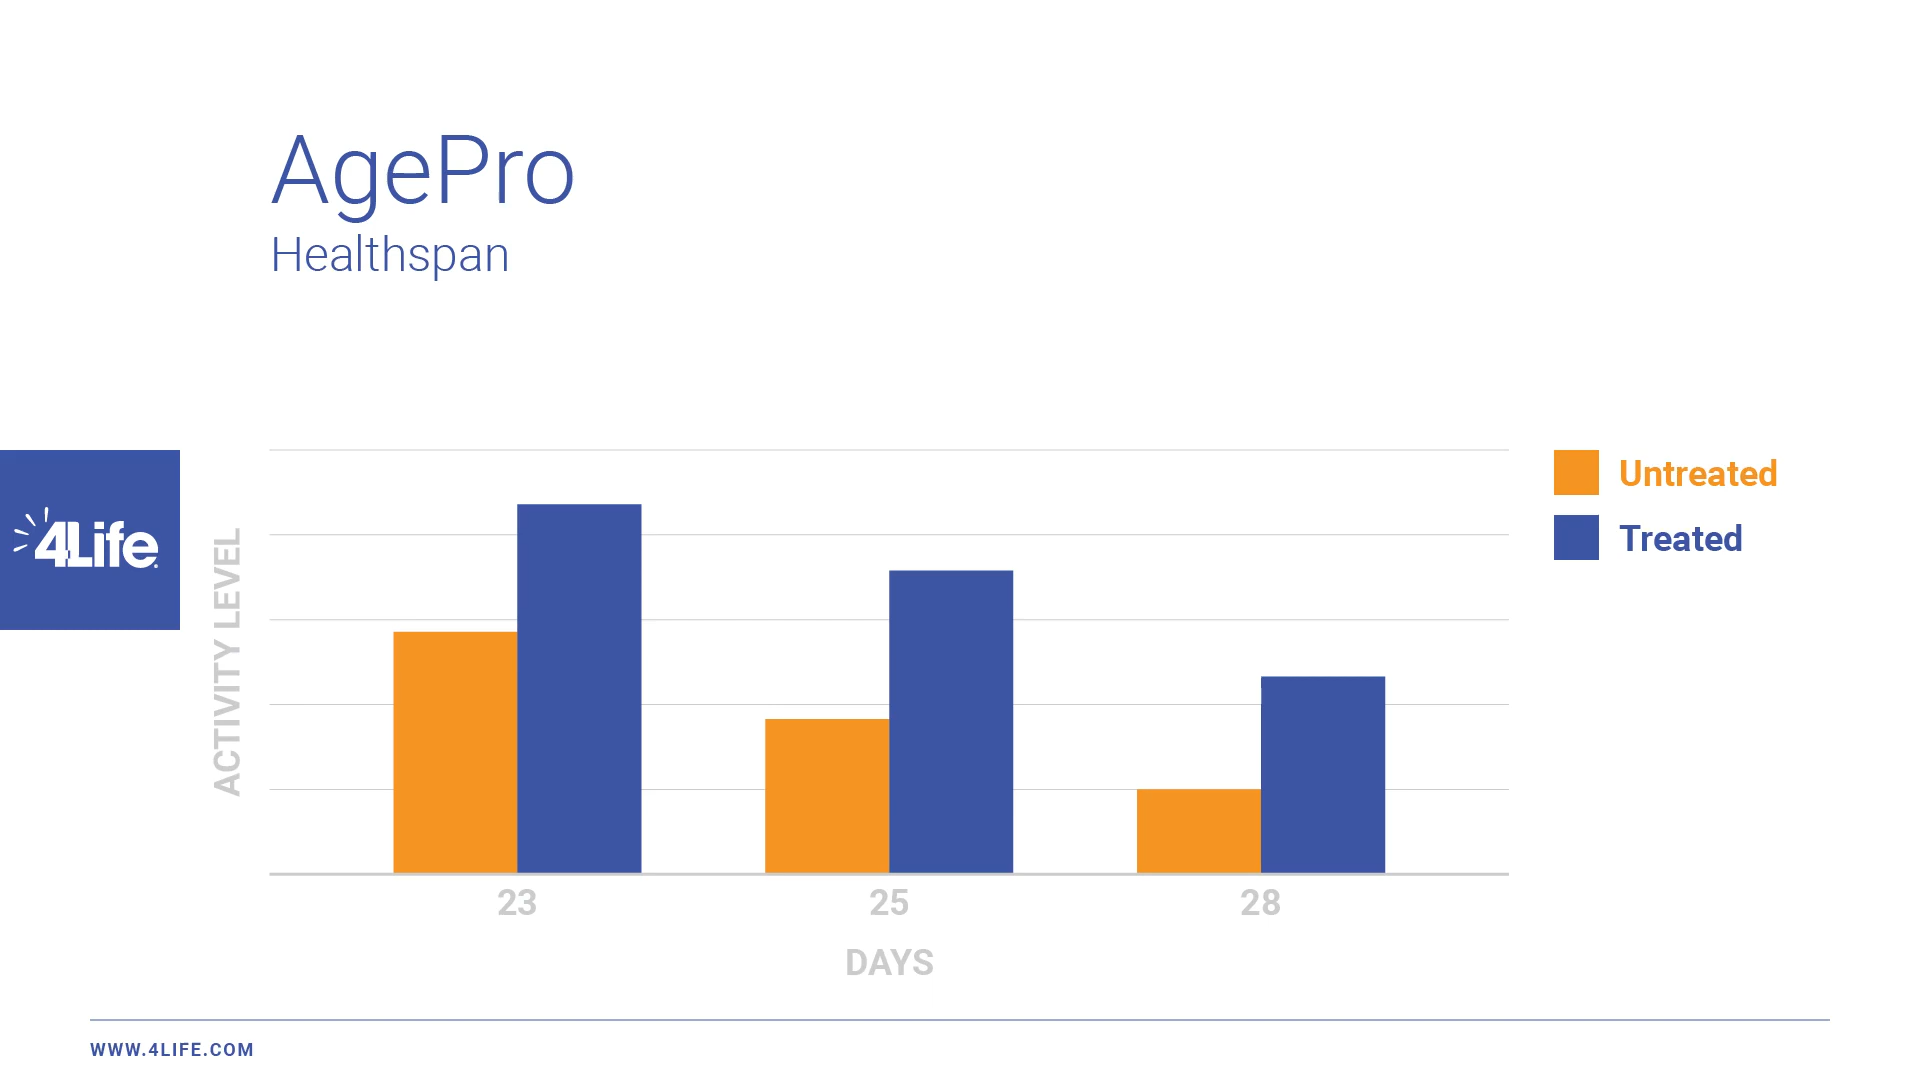 AgePro
Healthspan
4Life
ACTIVITY LEVEL
Untreated
Treated
23
25
28
DAYS
WWW.4LIFE.COM